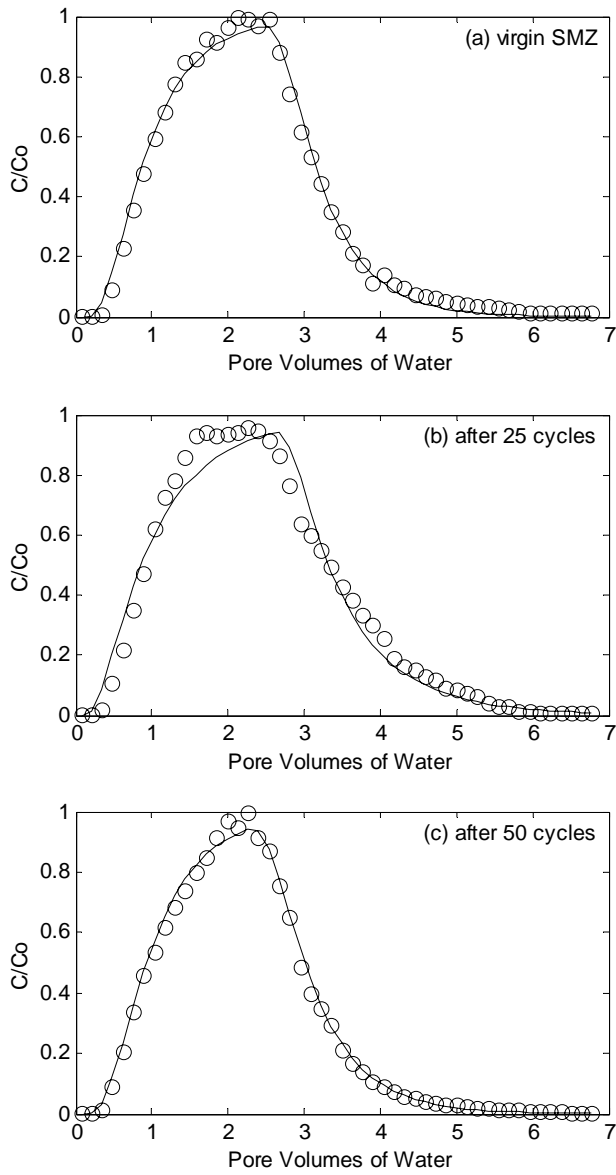 1
(a) virgin SMZ
0.8
0.6
C/Co
0.4
0.2
0
0 1 2 3 4 5 6 7
Pore Volumes of Water
1
(b) after 25 cycles
0.8
0.6
C/Co
0.4
0.2
0
0 1 2 3 4 5 6 7
Pore Volumes of Water
1
(c) after 50 cycles
0.8
0.6
C/Co
0.4
0.2
0
0 1 2 3 4 5 6 7
Pore Volumes of Water